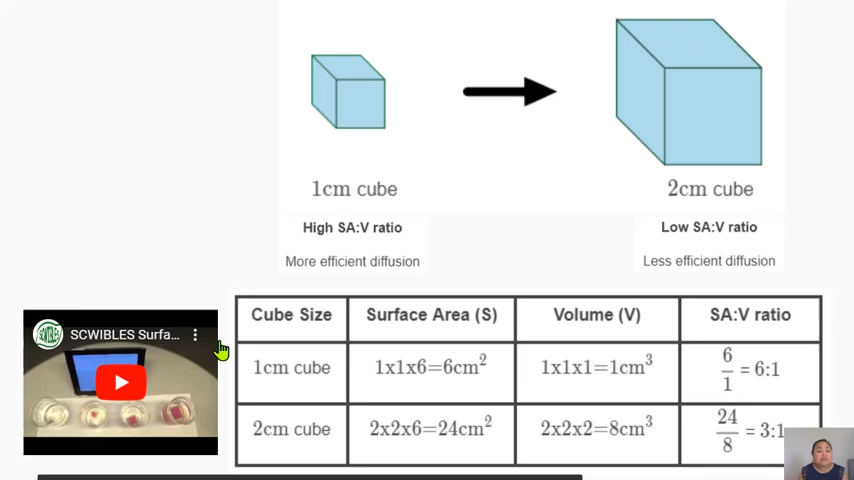 1cm cube
2cm cube
High SA:V ratio
Low SA:V ratio
More efficient diffusion
Less efficient diffusion
SCWIBLES
SCWIBLES Surfa...
Cube Size Surface Area (S) Volume (V) SA:V ratio
1cm cube 1x1x6=6cm² 1x1x1=1cm³ 6/1 = 6:1
2cm cube 2x2x6=24cm² 2x2x2=8cm³ 24/8 = 3:1